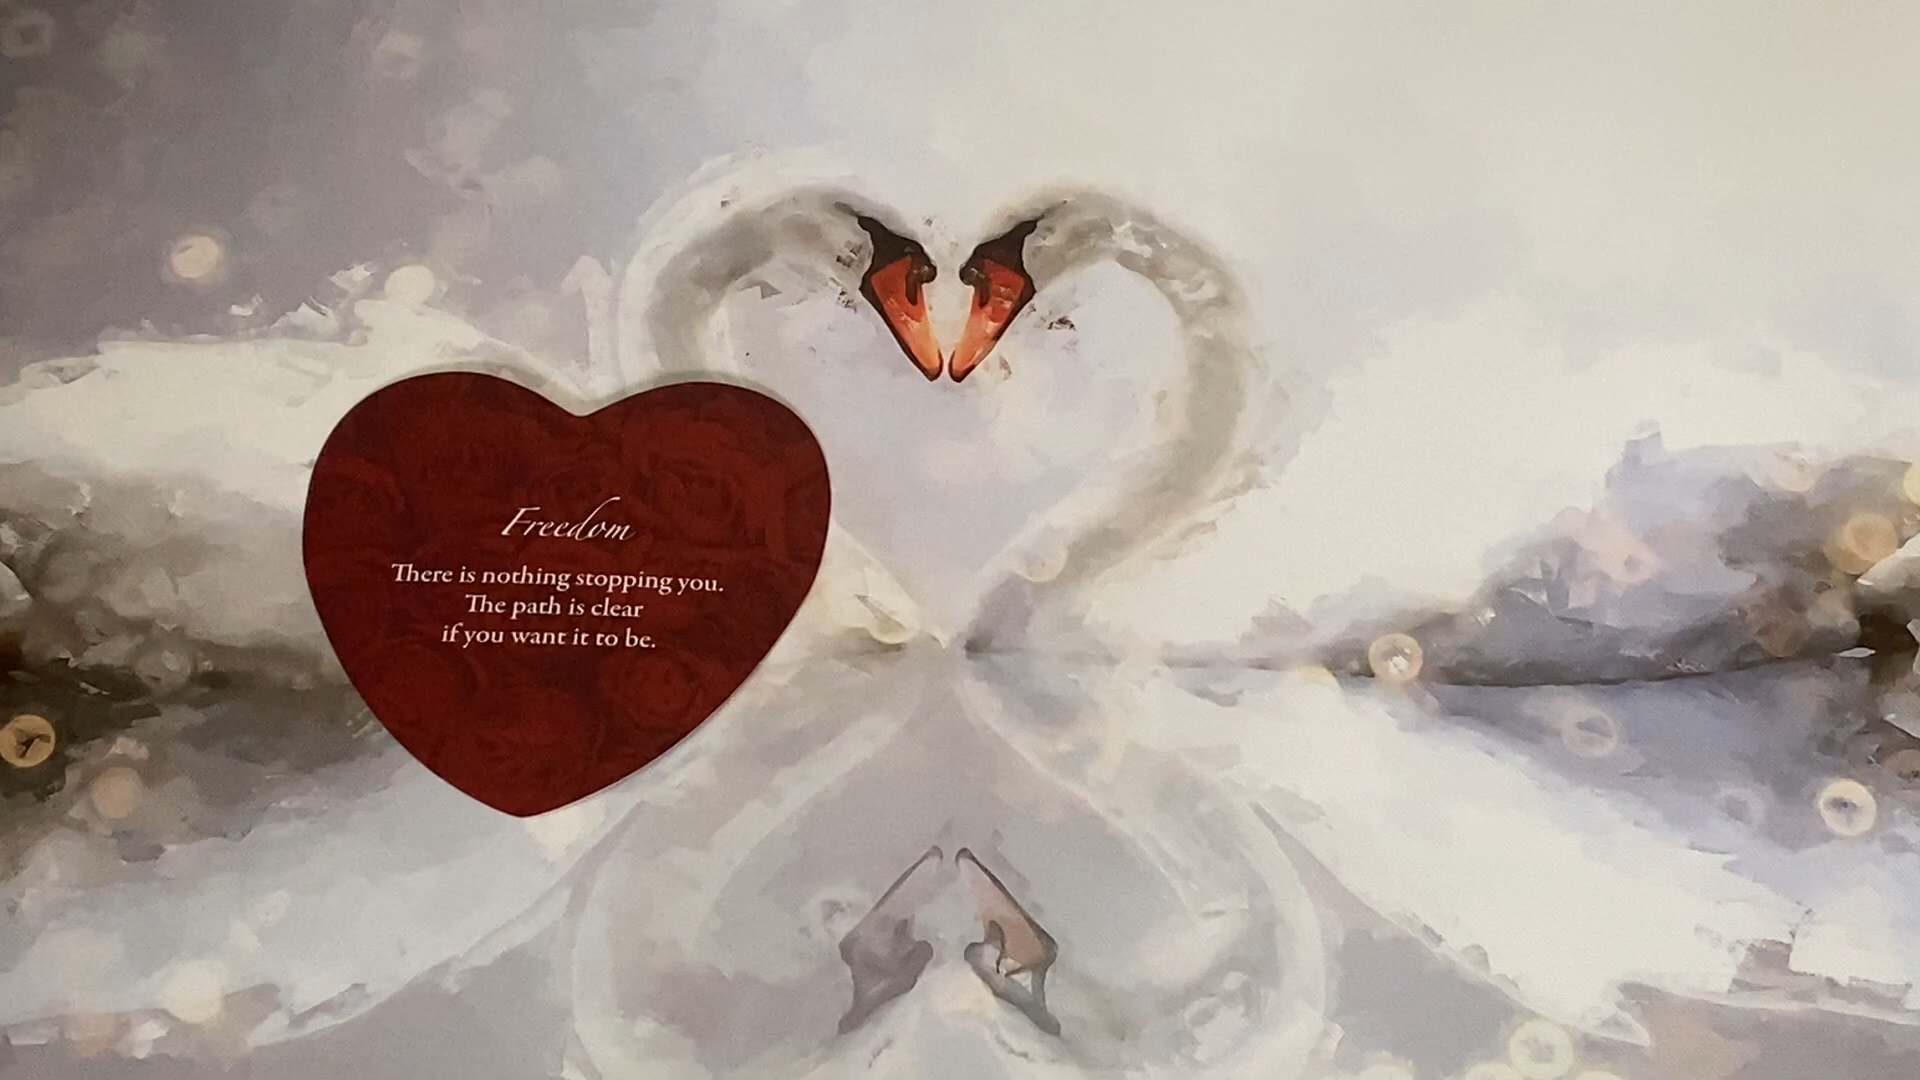 Freedom
There is nothing stopping you.
The path is clear
if you want it to be.